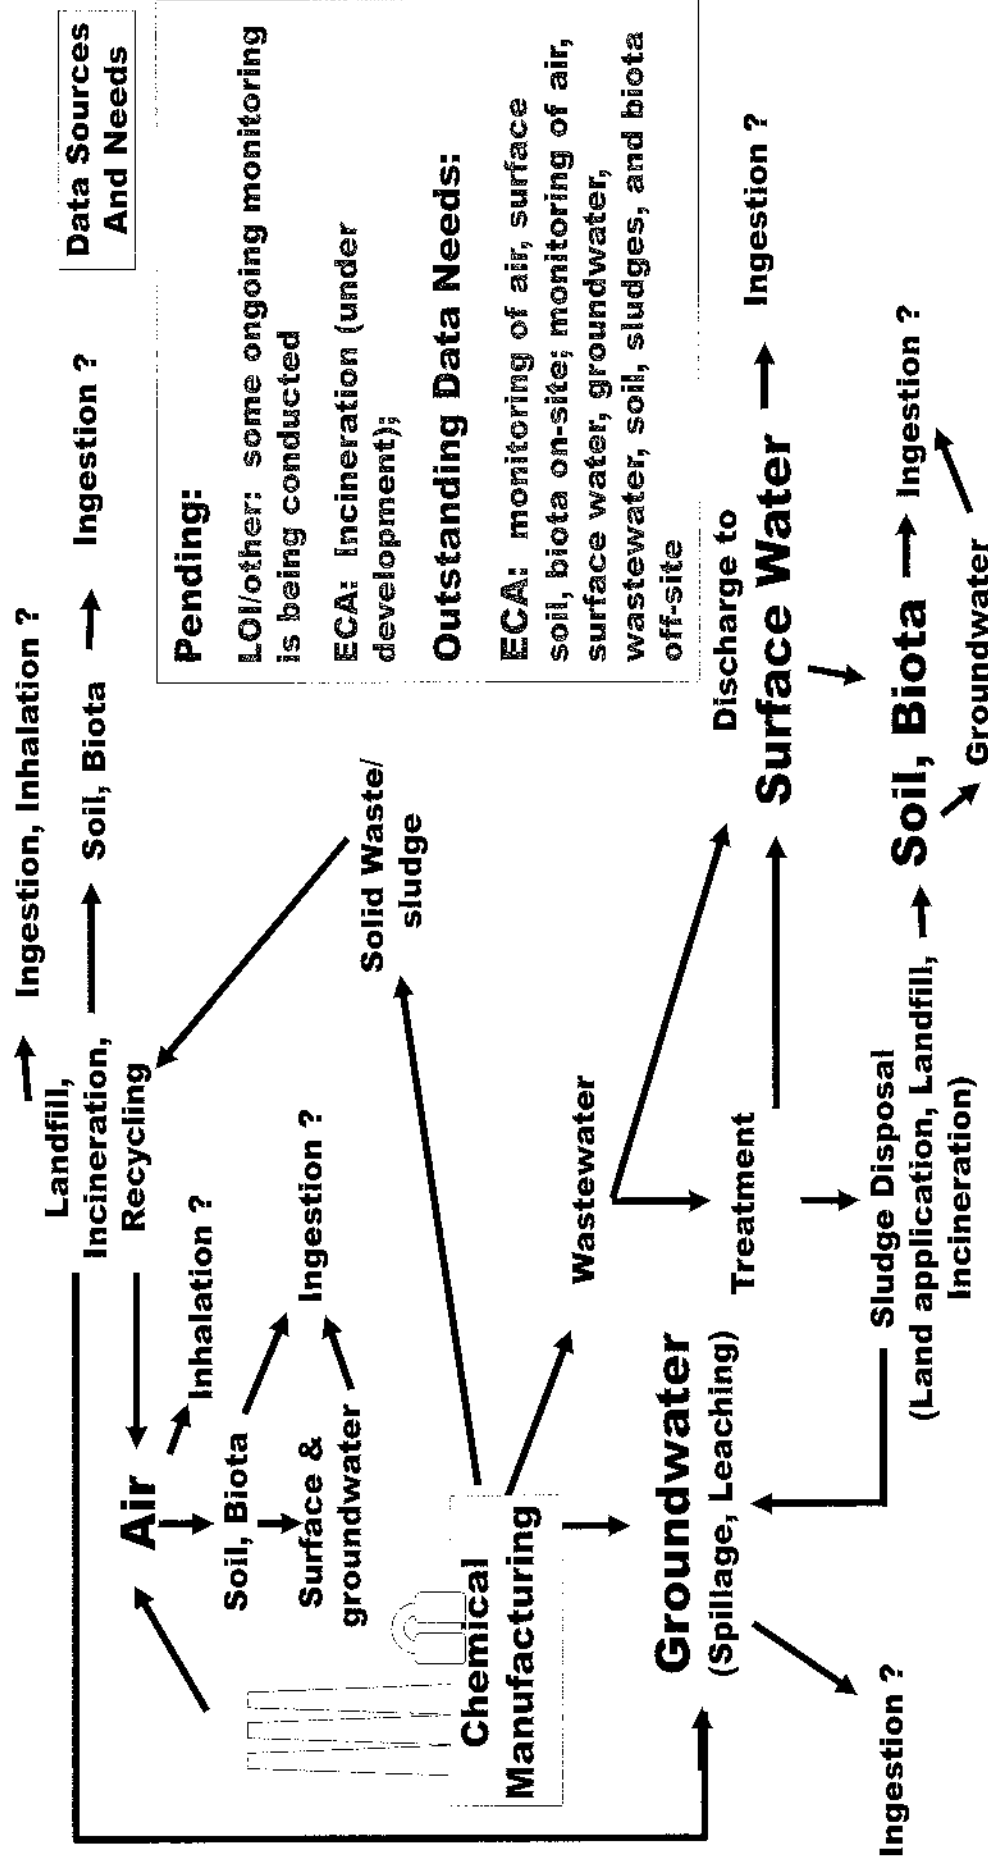 Data Sources
And Needs
Ingestion, Inhalation ?
Landfill,
Incineration,
Recycling
Soil, Biota
Ingestion ?
Air
Inhalation ?
Soil, Biota
Ingestion ?
Surface &
groundwater
Solid Waste/
sludge
Chemical
Manufacturing
Wastewater
Groundwater
(Spillage, Leaching)
Treatment
Discharge to
Surface Water
Ingestion ?
Ingestion ?
Sludge Disposal
(Land application, Landfill,
Incineration)
Soil, Biota
Ingestion ?
Groundwater
Pending:
LOI/other: some ongoing monitoring
is being conducted
ECA: Incineration (under
development);
Outstanding Data Needs:
ECA: monitoring of air, surface
soil, biota on-site; monitoring of air,
surface water, groundwater,
wastewater, soil, sludges, and biota
off-site